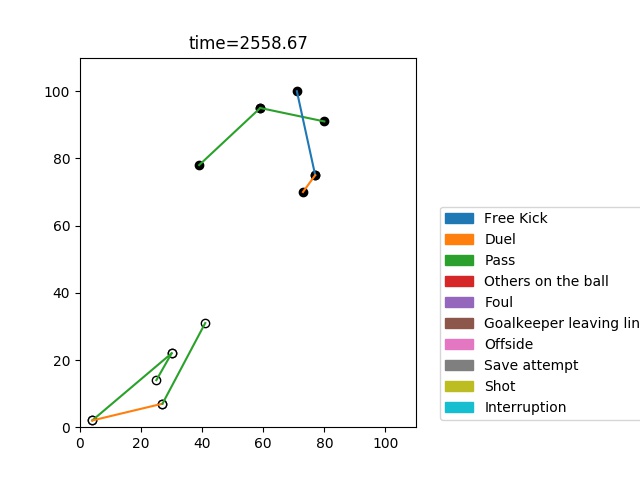 time=2558.67
100
80
60
40
20
0
0 20 40 60 80 100
Free Kick
Duel
Pass
Others on the ball
Foul
Goalkeeper leaving lin
Offside
Save attempt
Shot
Interruption